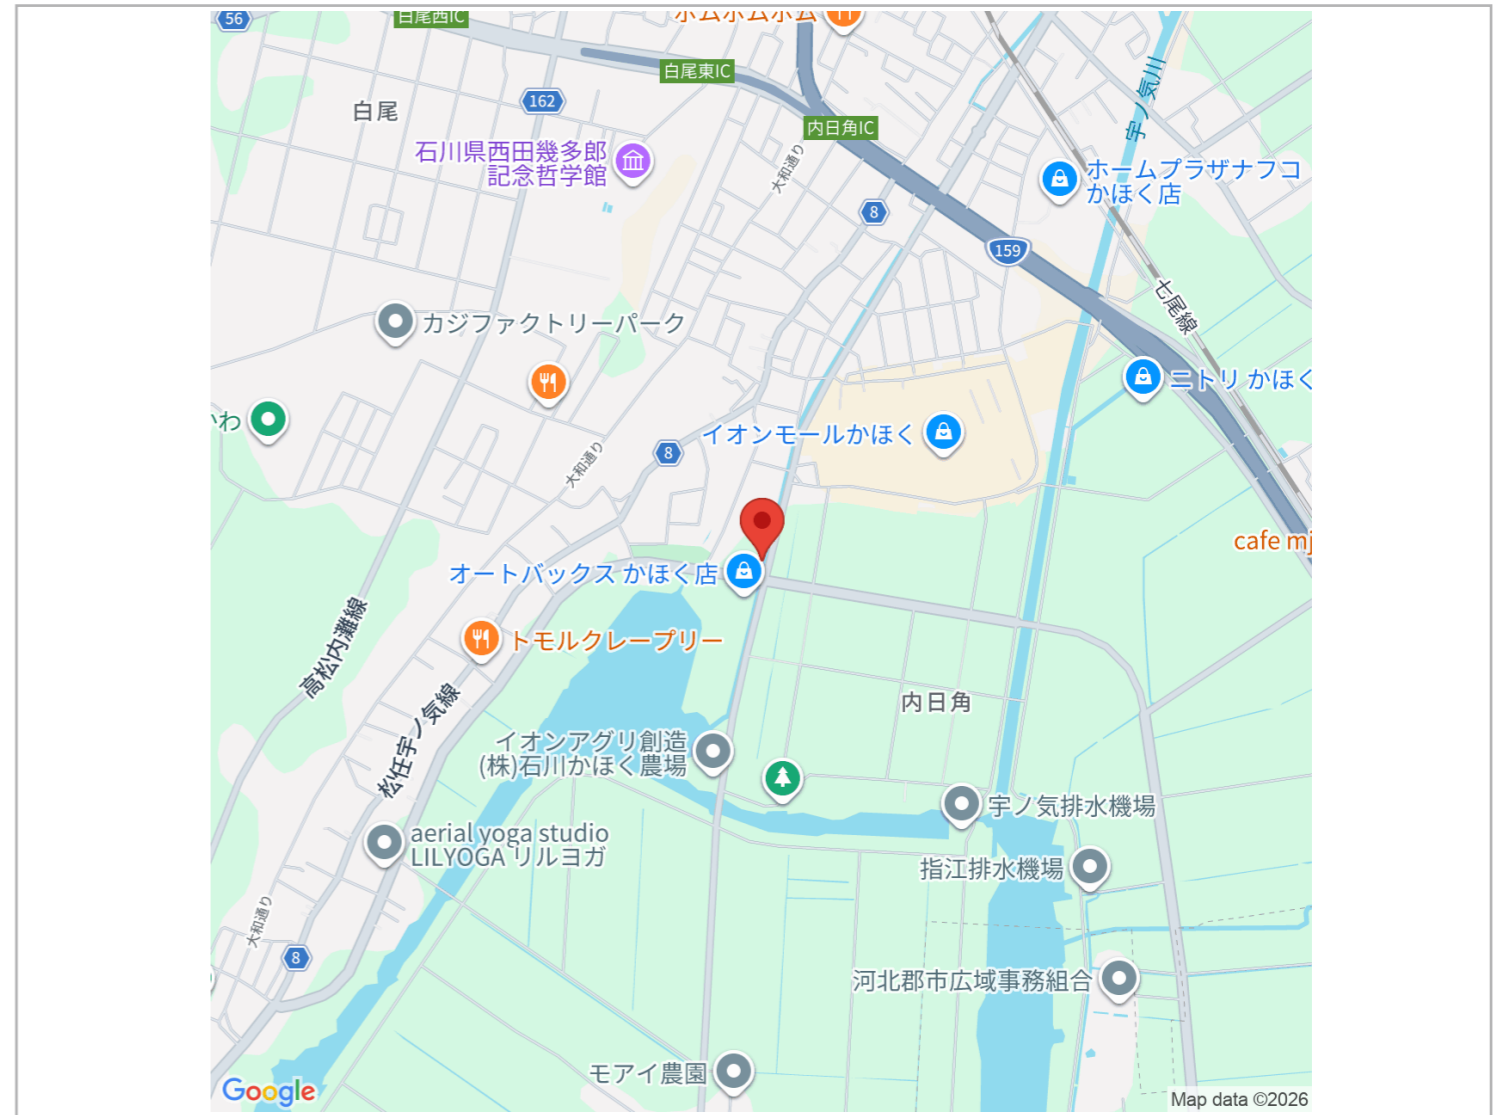 56
白尾西IC
ホムホムホム
白尾東IC
白尾
162
内日角IC
宇ノ気川
石川県西田幾多郎
記念哲学館
大和通り
ホームプラザナフコ
かほく店
8
159
七尾線
カジファクトリーパーク
ニトリ かほく
かわ
イオンモールかほく
8
大和通り
cafe mj
オートバックス かほく店
トモルクレープリー
高松内灘線
内日角
松任宇ノ気線
イオンアグリ創造
(株)石川かほく農場
宇ノ気排水機場
aerial yoga studio
LILYOGA リルヨガ
指江排水機場
大和通り
8
河北郡市広域事務組合
モアイ農園
Google
Map data ©2026